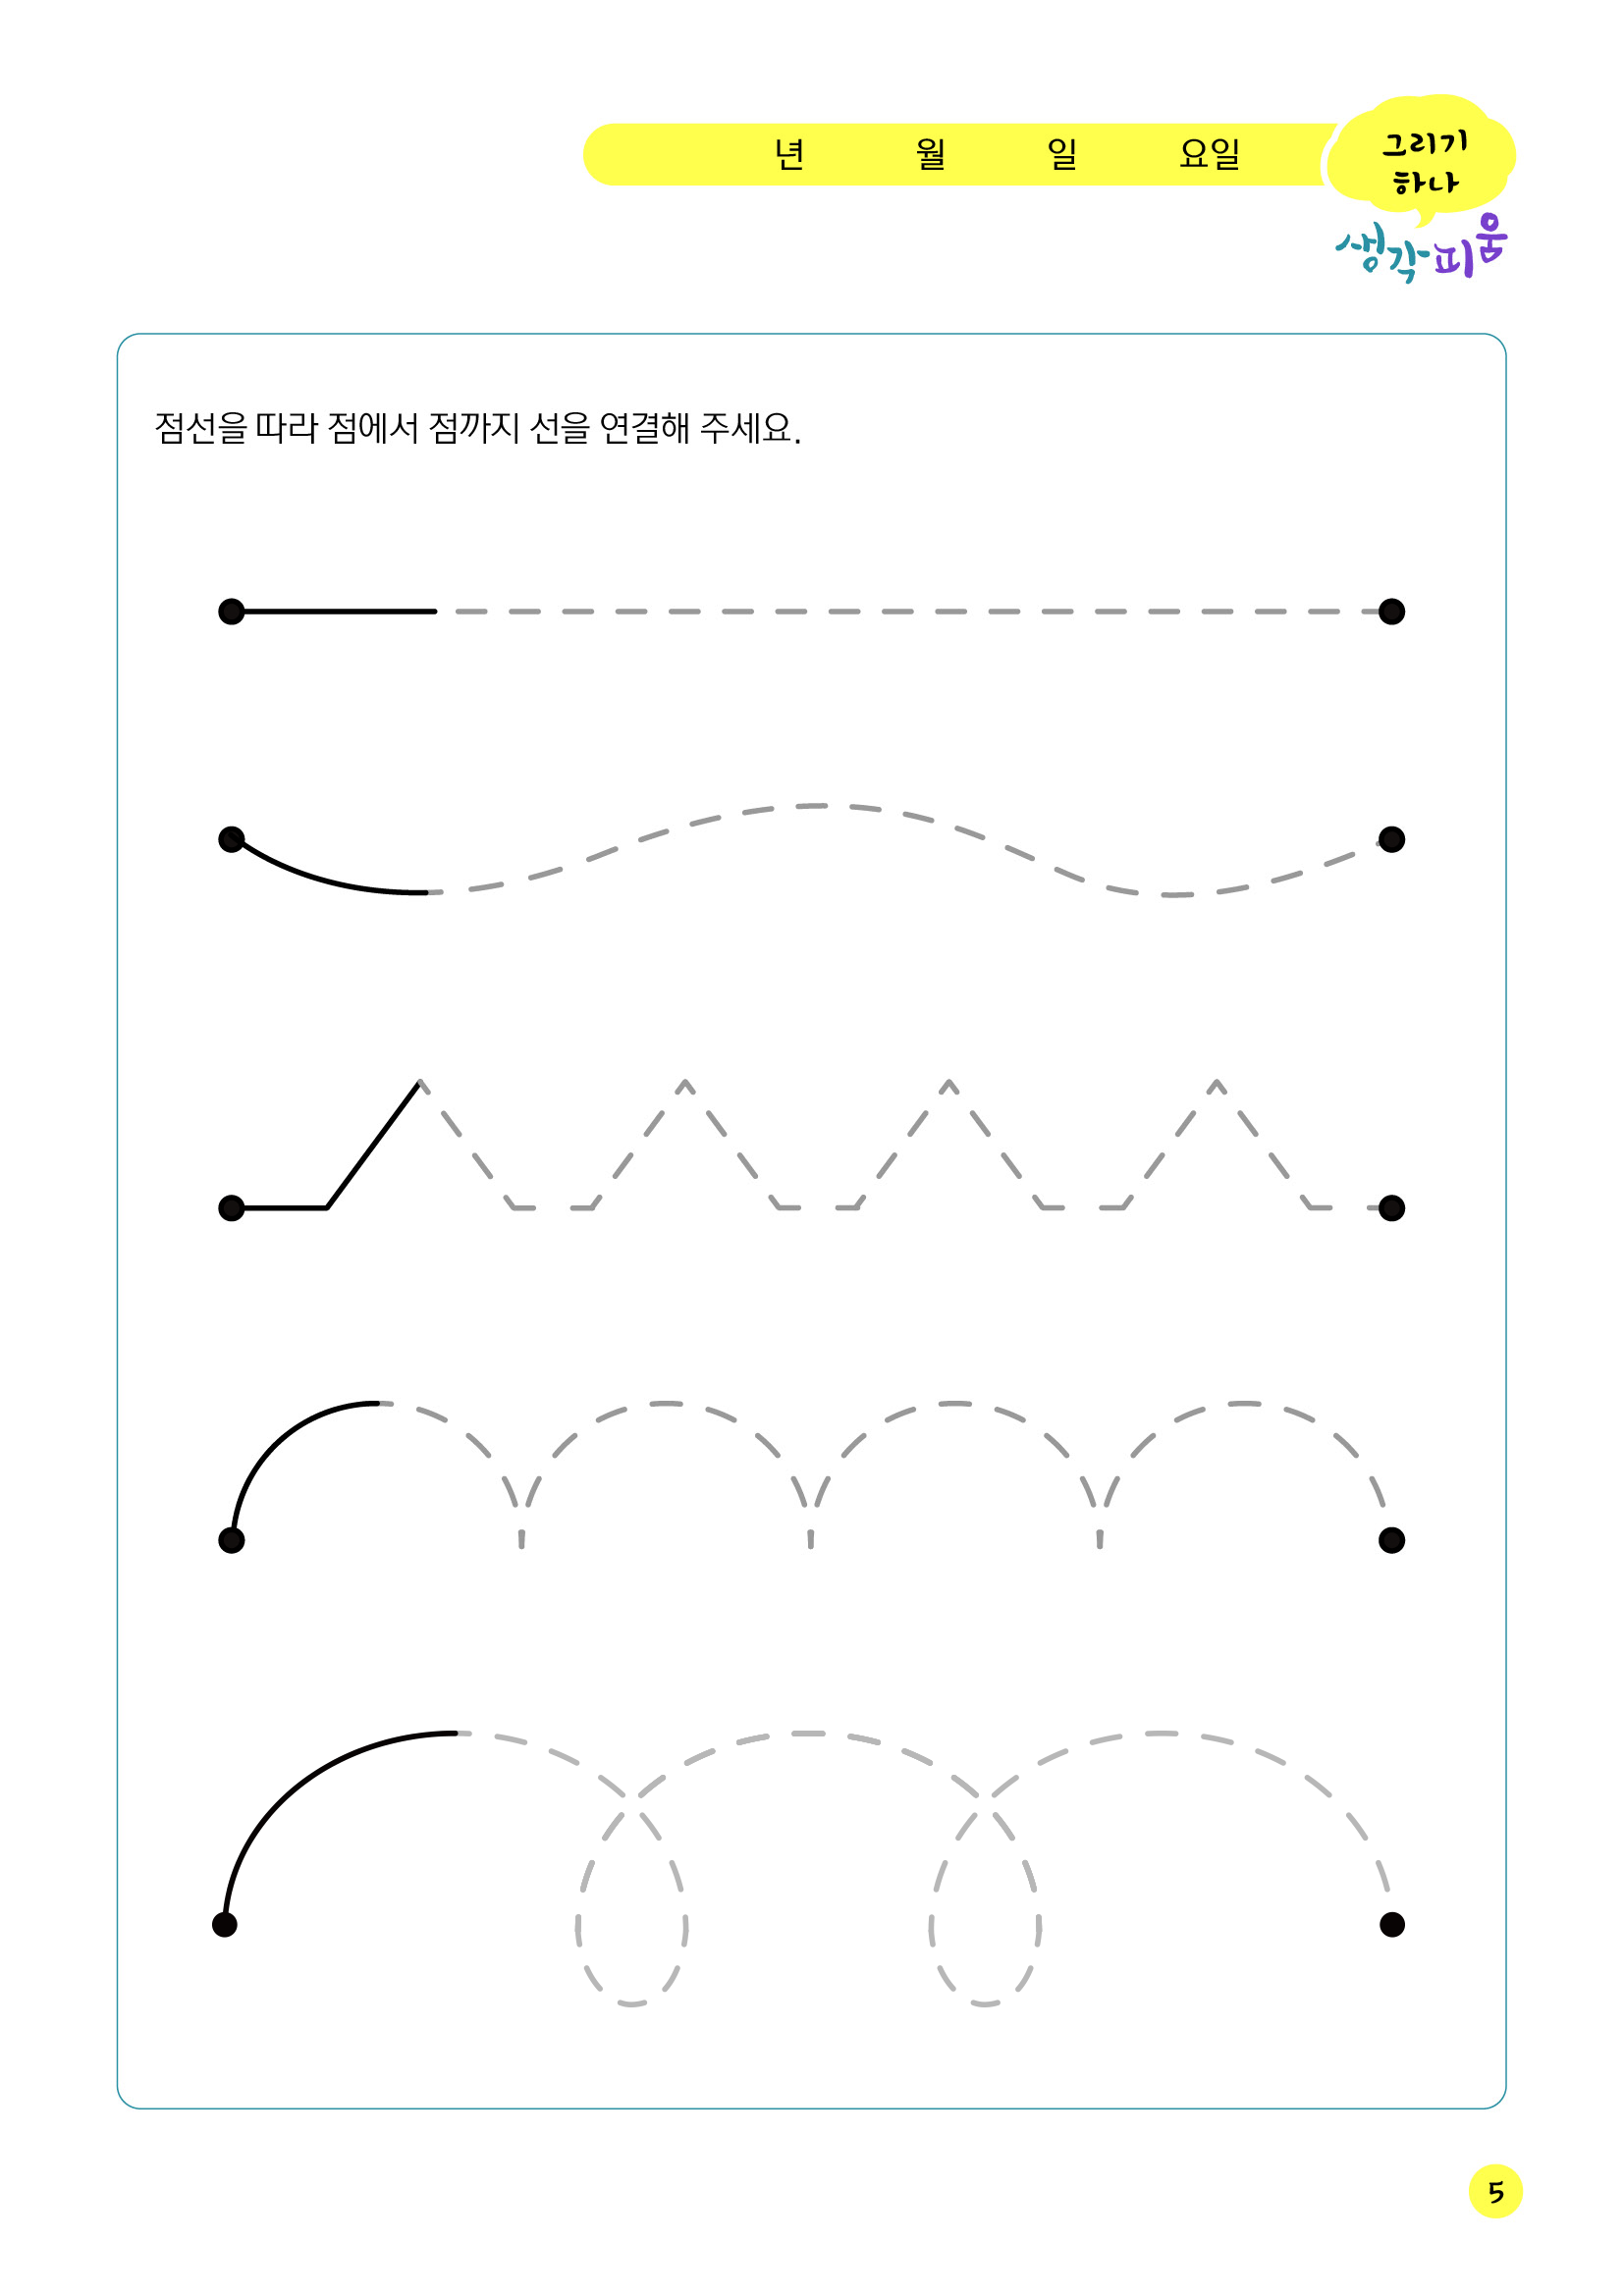 년 월 일 요일
그리기
하나
생각피움
점선을 따라 점에서 점까지 선을 연결해 주세요.
5